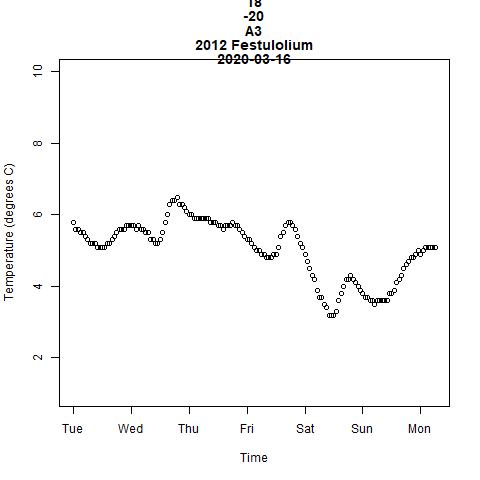 18
-20
A3
2012 Festulolium
2020-03-16
Temperature (degrees C)
10
8
6
4
2
Tue Wed Thu Fri Sat Sun Mon
Time